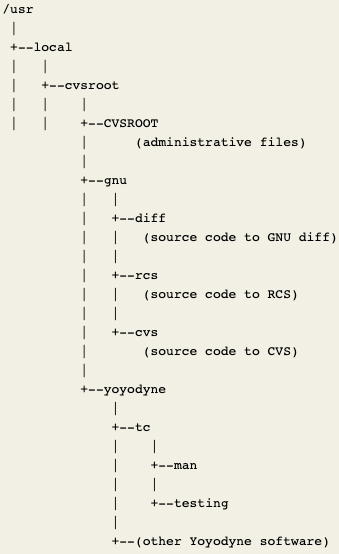 /usr
|
+--local
| |
| +--cvsroot
| | |
| | +--CVSROOT
| (administrative files)
|
+--gnu
| |
| +--diff
| | (source code to GNU diff)
| |
| +--rcs
| | (source code to RCS)
| |
| +--cvs
| (source code to CVS)
|
+--yoyodyne
|
+--tc
| |
| +--man
| |
| +--testing
|
+--(other Yoyodyne software)